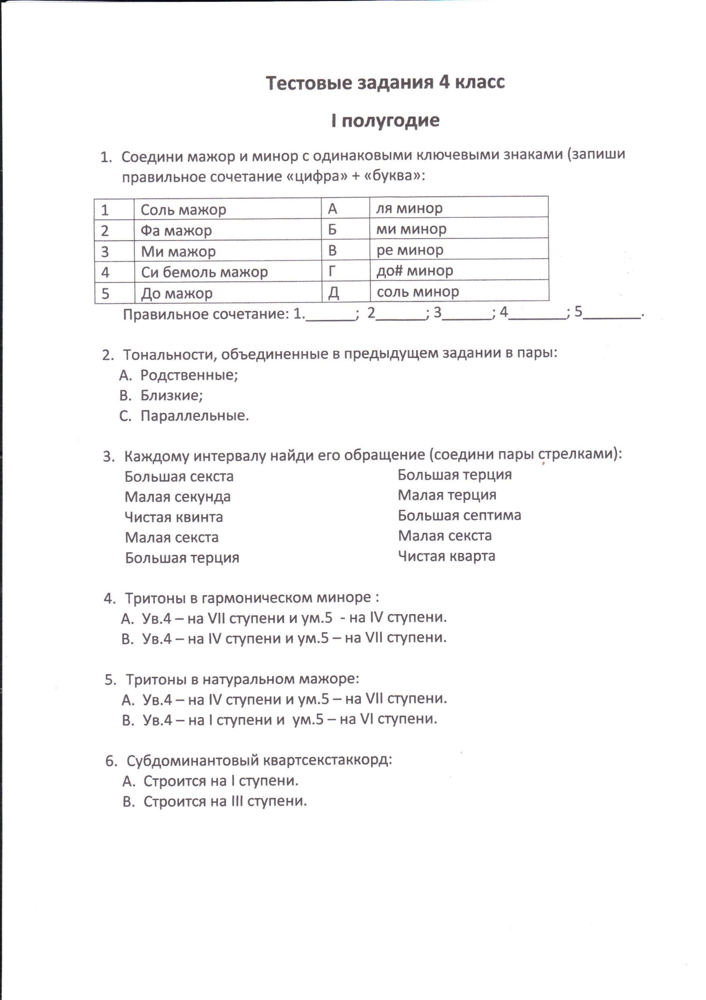 Тестовые задания 4 класс
I полугодие
1. Соедини мажор и минор с одинаковыми ключевыми знаками (запиши
правильное сочетание «цифра» + «буква»:
1 Соль мажор А ля минор
2 Фа мажор Б ми минор
3 Ми мажор В ре минор
4 Си бемоль мажор Г до# минор
5 До мажор Д соль минор
Правильное сочетание: 1.______; 2______; 3______; 4_______; 5_______.
2. Тональности, объединенные в предыдущем задании в пары:
A. Родственные;
B. Близкие;
C. Параллельные.
3. Каждому интервалу найди его обращение (соедини пары стрелками):
Большая секста Большая терция
Малая секунда Малая терция
Чистая квинта Большая септима
Малая секста Малая секста
Большая терция Чистая кварта
4. Тритоны в гармоническом миноре :
A. Ув.4 – на VII ступени и ум.5 - на IV ступени.
B. Ув.4 – на IV ступени и ум.5 – на VII ступени.
5. Тритоны в натуральном мажоре:
A. Ув.4 – на IV ступени и ум.5 – на VII ступени.
B. Ув.4 – на I ступени и ум.5 – на VI ступени.
6. Субдоминантовый квартсекстаккорд:
A. Строится на I ступени.
B. Строится на III ступени.